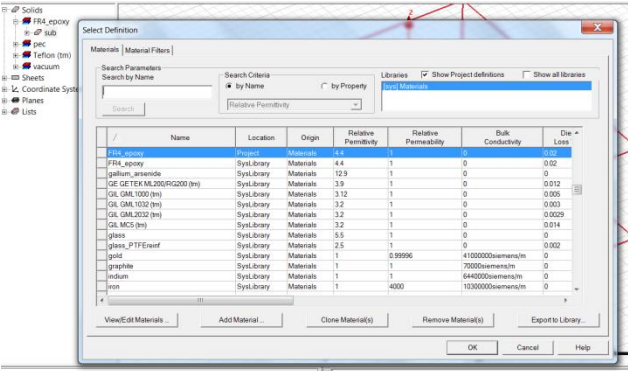 Solids
FR4_epoxy
sub
pec
Teflon (tm)
vacuum
Sheets
Coordinate Syste
Planes
Lists
Select Definition
Materials Material Filters
Search Parameters
Search by Name
Search
Search Criteria
by Name by Property
Relative Permittivity
Libraries Show Project definitions Show all libraries
[sys] Materials
/ Name Location Origin Relative Permittivity Relative Permeability Bulk Conductivity Die Loss
FR4_epoxy Project Materials 4.4 1 0 0.02
FR4_epoxy SysLibrary Materials 4.4 1 0 0.02
gallium_arsenide SysLibrary Materials 12.9 1 0 0
GE GETEK ML200/RG200 (tm) SysLibrary Materials 3.9 1 0 0.012
GIL GML1000 (tm) SysLibrary Materials 3.12 1 0 0.005
GIL GML1032 (tm) SysLibrary Materials 3.2 1 0 0.003
GIL GML2032 (tm) SysLibrary Materials 3.2 1 0 0.0029
GIL MC5 (tm) SysLibrary Materials 3.2 1 0 0.014
glass SysLibrary Materials 5.5 1 0 0
glass_PTFEreinf SysLibrary Materials 2.5 1 0 0.002
gold SysLibrary Materials 1 0.99996 41000000siemens/m 0
graphite SysLibrary Materials 1 1 70000siemens/m 0
indium SysLibrary Materials 1 1 6440000siemens/m 0
iron SysLibrary Materials 1 4000 10300000siemens/m 0
View/Edit Materials ... Add Material ... Clone Material(s) Remove Material(s) Export to Library...
OK Cancel Help